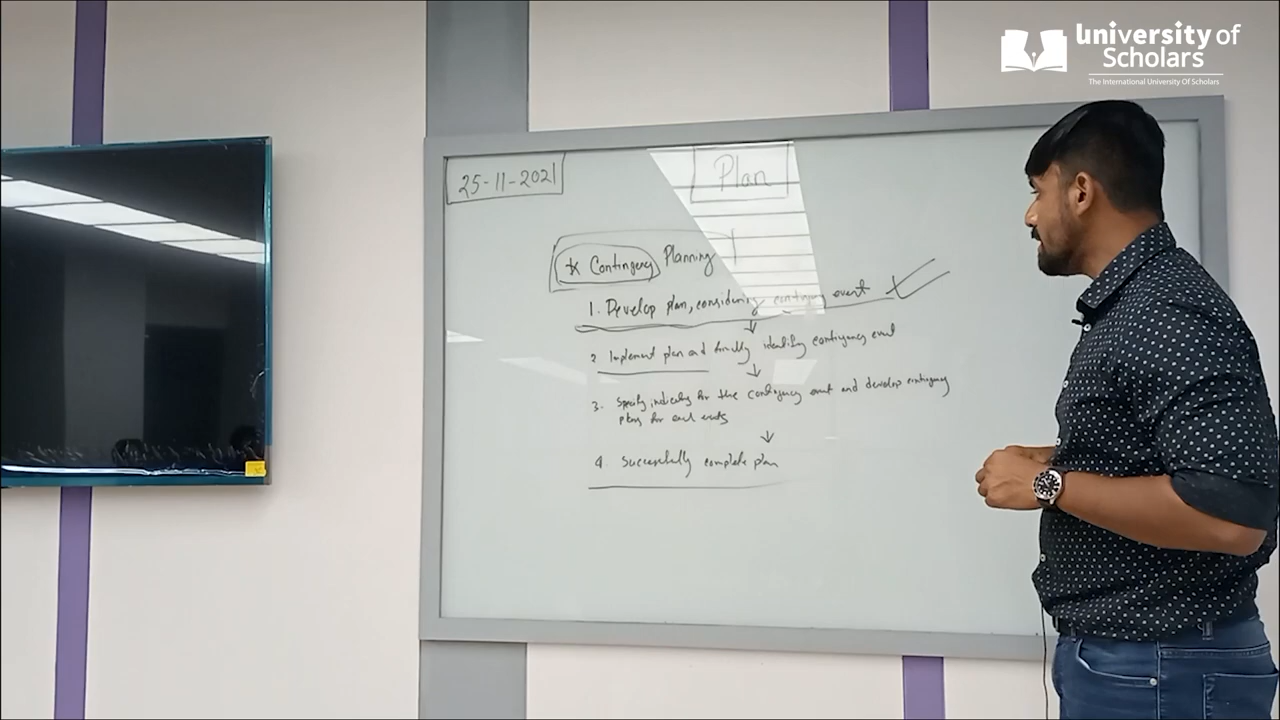 University of
Scholars
The International University Of Scholars
25-11-2021
Plan
* Contingency Planning
1. Develop plan, considering contingency event
2 Implement plan and formally identify contingency event
3. Specify indicators for the contingency event and develop contingency
plans for each events
4. Successfully complete plan